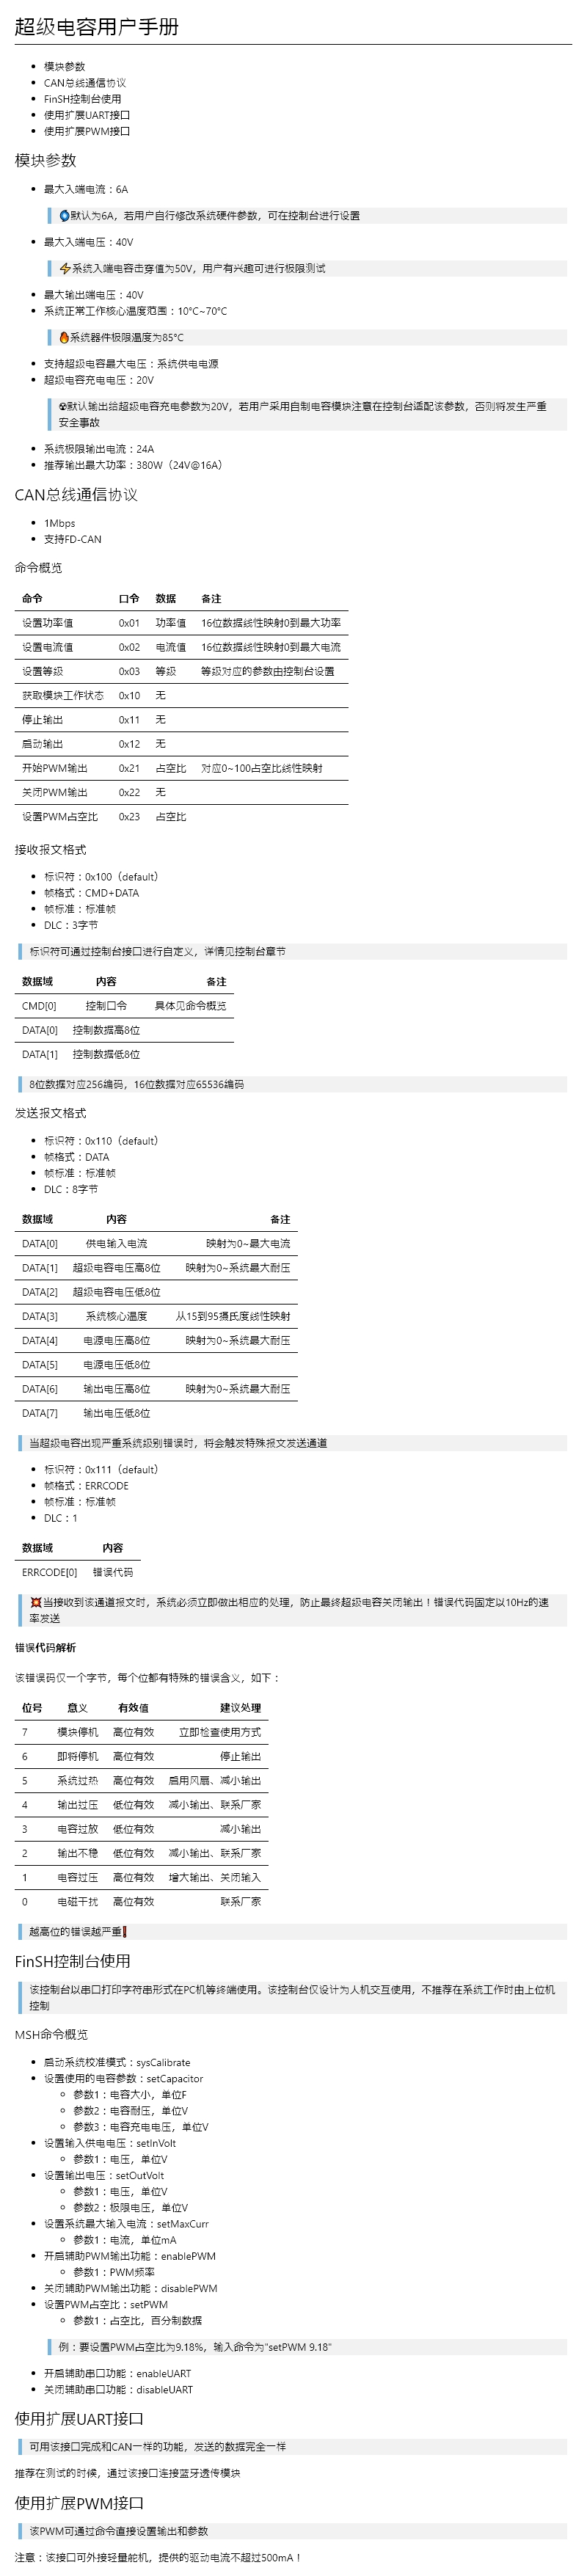 超级电容用户手册
模块参数
CAN总线通信协议
FinSH控制台使用
使用扩展UART接口
使用扩展PWM接口
模块参数
最大入端电流：6A
🌀默认为6A，若用户自行修改系统硬件参数，可在控制台进行设置
最大入端电压：40V
⚡系统入端电容击穿值为50V，用户有兴趣可进行极限测试
最大输出端电压：40V
系统正常工作核心温度范围：10°C~70°C
🔥系统器件极限温度为85°C
支持超级电容最大电压：系统供电电源
超级电容充电电压：20V
☢默认输出给超级电容充电参数为20V，若用户采用自制电容模块注意在控制台适配该参数，否则将发生严重
安全事故
系统极限输出电流：24A
推荐输出最大功率：380W（24V@16A）
CAN总线通信协议
1Mbps
支持FD-CAN
命令概览
命令 口令 数据 备注
设置功率值 0x01 功率值 16位数据线性映射0到最大功率
设置电流值 0x02 电流值 16位数据线性映射0到最大电流
设置等级 0x03 等级 等级对应的参数由控制台设置
获取模块工作状态 0x10 无
停止输出 0x11 无
启动输出 0x12 无
开始PWM输出 0x21 占空比 对应0~100占空比线性映射
关闭PWM输出 0x22 无
设置PWM占空比 0x23 占空比
接收报文格式
标识符：0x100（default）
帧格式：CMD+DATA
帧标准：标准帧
DLC：3字节
标识符可通过控制台接口进行自定义，详情见控制台章节
数据域 内容 备注
CMD[0] 控制口令 具体见命令概览
DATA[0] 控制数据高8位
DATA[1] 控制数据低8位
8位数据对应256编码，16位数据对应65536编码
发送报文格式
标识符：0x110（default）
帧格式：DATA
帧标准：标准帧
DLC：8字节
数据域 内容 备注
DATA[0] 供电输入电流 映射为0~最大电流
DATA[1] 超级电容电压高8位 映射为0~系统最大耐压
DATA[2] 超级电容电压低8位
DATA[3] 系统核心温度 从15到95摄氏度线性映射
DATA[4] 电源电压高8位 映射为0~系统最大耐压
DATA[5] 电源电压低8位
DATA[6] 输出电压高8位 映射为0~系统最大耐压
DATA[7] 输出电压低8位
当超级电容出现严重系统级别错误时，将会触发特殊报文发送通道
标识符：0x111（default）
帧格式：ERRCODE
帧标准：标准帧
DLC：1
数据域 内容
ERRCODE[0] 错误代码
💥当接收到该通道报文时，系统必须立即做出相应的处理，防止最终超级电容关闭输出！错误代码固定以10Hz的速
率发送
错误代码解析
该错误码仅一个字节，每个位都有特殊的错误含义，如下：
位号 意义 有效值 建议处理
7 模块停机 高位有效 立即检查使用方式
6 即将停机 高位有效 停止输出
5 系统过热 高位有效 启用风扇、减小输出
4 输出过压 低位有效 减小输出、联系厂家
3 电容过放 低位有效 减小输出
2 输出不稳 低位有效 减小输出、联系厂家
1 电容过压 高位有效 增大输出、关闭输入
0 电磁干扰 高位有效 联系厂家
越高位的错误越严重
FinSH控制台使用
该控制台以串口打印字符串形式在PC机等终端使用。该控制台仅设计为人机交互使用，不推荐在系统工作时由上位机
控制
MSH命令概览
启动系统校准模式：sysCalibrate
设置使用的电容参数：setCapacitor
参数1：电容大小，单位F
参数2：电容耐压，单位V
参数3：电容充电电压，单位V
设置输入供电电压：setInVolt
参数1：电压，单位V
设置输出电压：setOutVolt
参数1：电压，单位V
参数2：极限电压，单位V
设置系统最大输入电流：setMaxCurr
参数1：电流，单位mA
开启辅助PWM输出功能：enablePWM
参数1：PWM频率
关闭辅助PWM输出功能：disablePWM
设置PWM占空比：setPWM
参数1：占空比，百分制数据
例：要设置PWM占空比为9.18%，输入命令为"setPWM 9.18"
开启辅助串口功能：enableUART
关闭辅助串口功能：disableUART
使用扩展UART接口
可用该接口完成和CAN一样的功能，发送的数据完全一样
推荐在测试的时候，通过该接口连接蓝牙透传模块
使用扩展PWM接口
该PWM可通过命令直接设置输出和参数
注意：该接口可外接轻量舵机，提供的驱动电流不超过500mA！